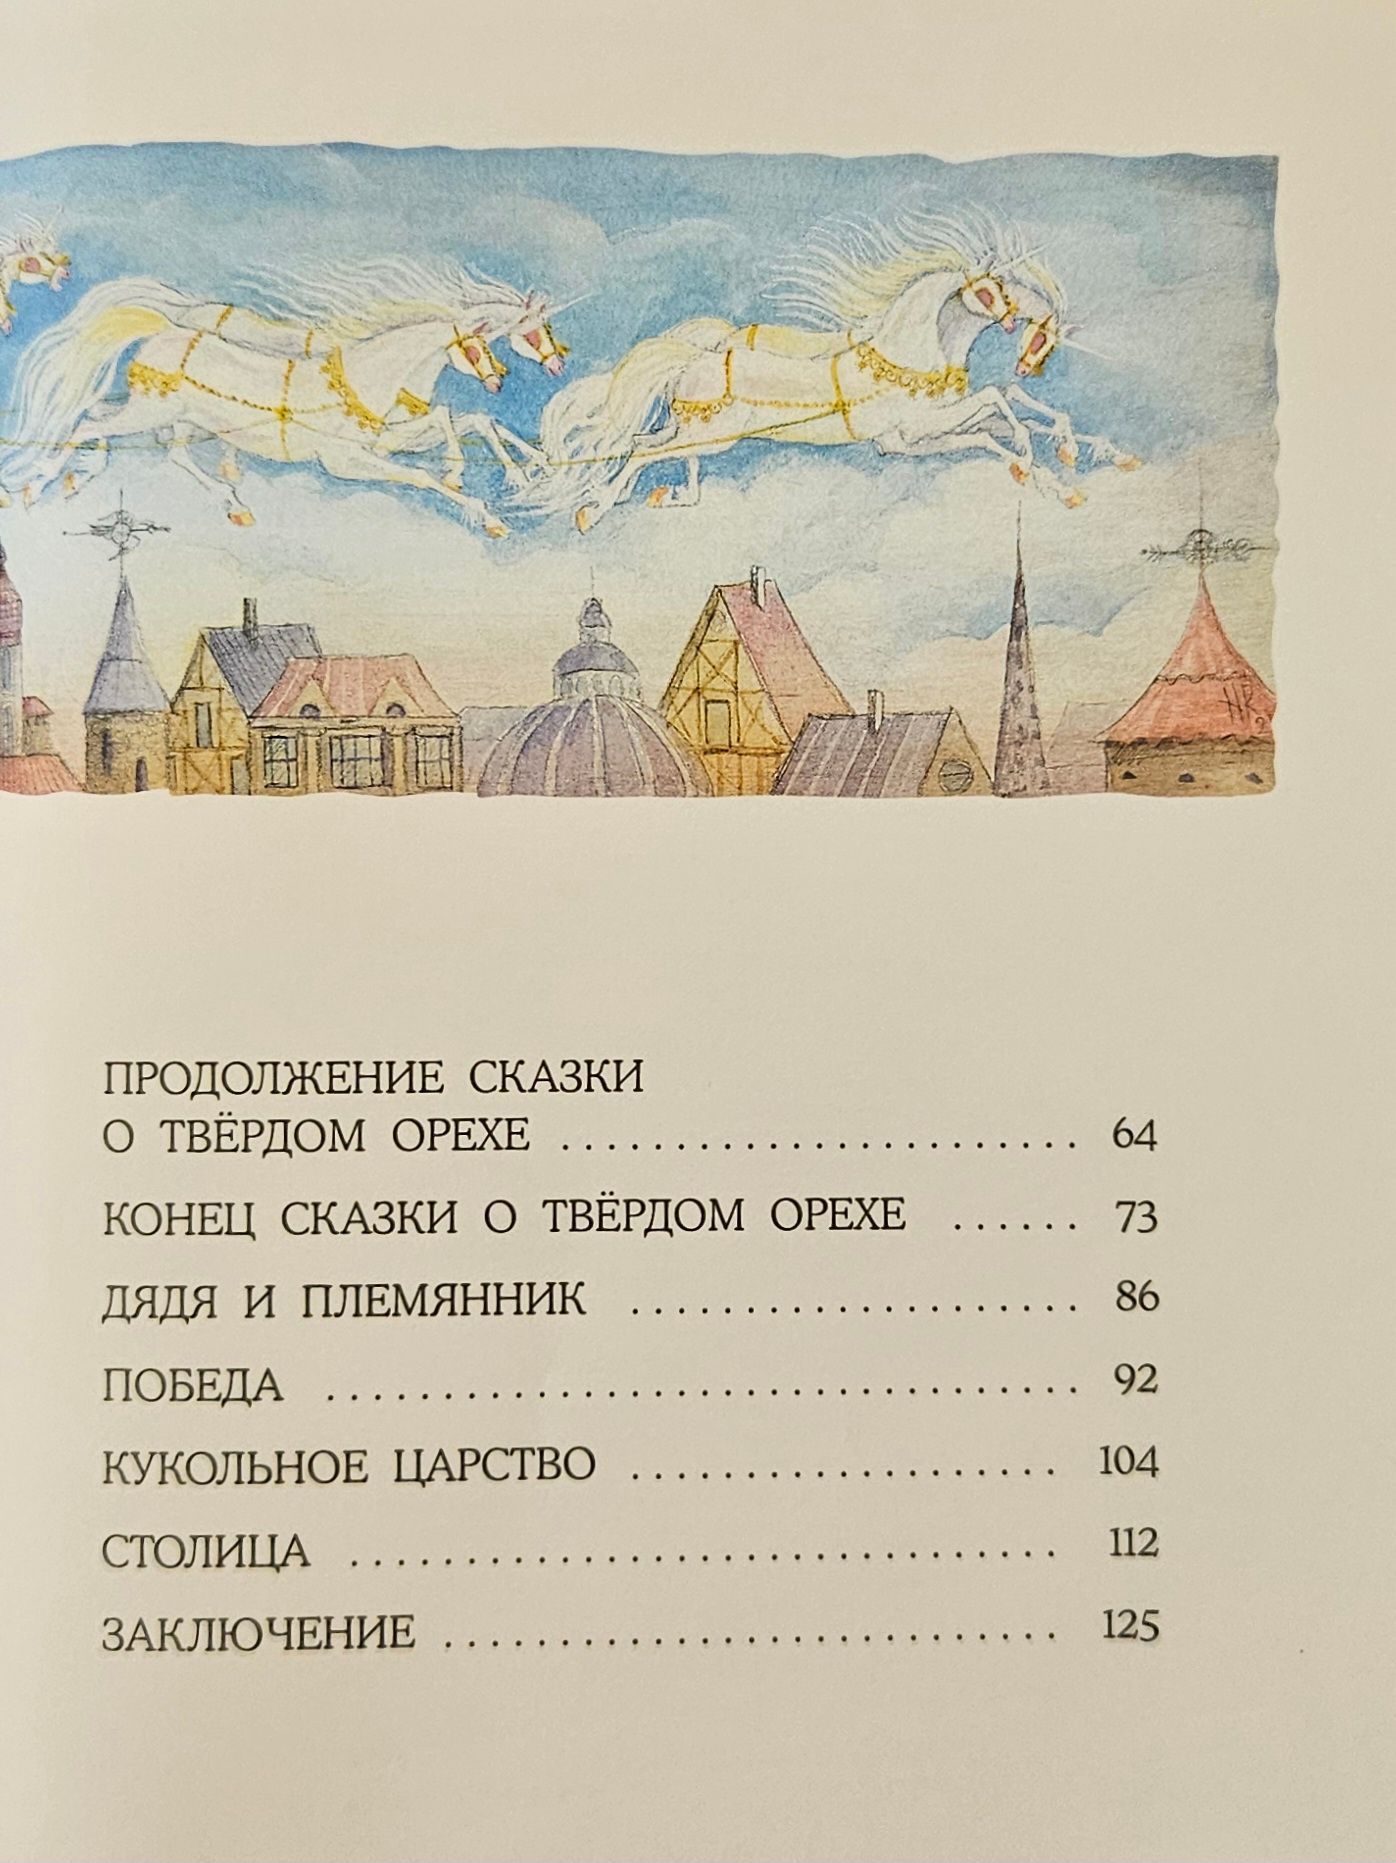 ПРОДОЛЖЕНИЕ СКАЗКИ
О ТВЁРДОМ ОРЕХЕ ........................ 64
КОНЕЦ СКАЗКИ О ТВЁРДОМ ОРЕХЕ ...... 73
ДЯДЯ И ПЛЕМЯННИК .................... 86
ПОБЕДА .................................. 92
КУКОЛЬНОЕ ЦАРСТВО ................... 104
СТОЛИЦА ................................ 112
ЗАКЛЮЧЕНИЕ ............................ 125